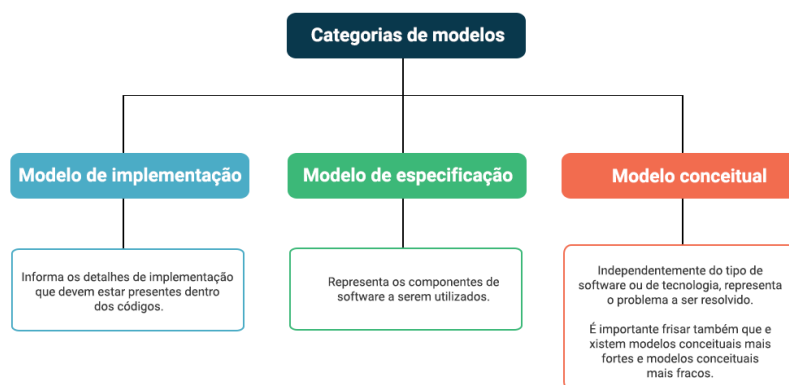 Categorias de modelos
Modelo de implementação
Modelo de especificação
Modelo conceitual
Informa os detalhes de implementação
que devem estar presentes dentro
dos códigos.
Representa os componentes de
software a serem utilizados.
Independentemente do tipo de
software ou de tecnologia, representa
o problema a ser resolvido.
É importante frisar também que e
xistem modelos conceituais mais
fortes e modelos conceituais
mais fracos.